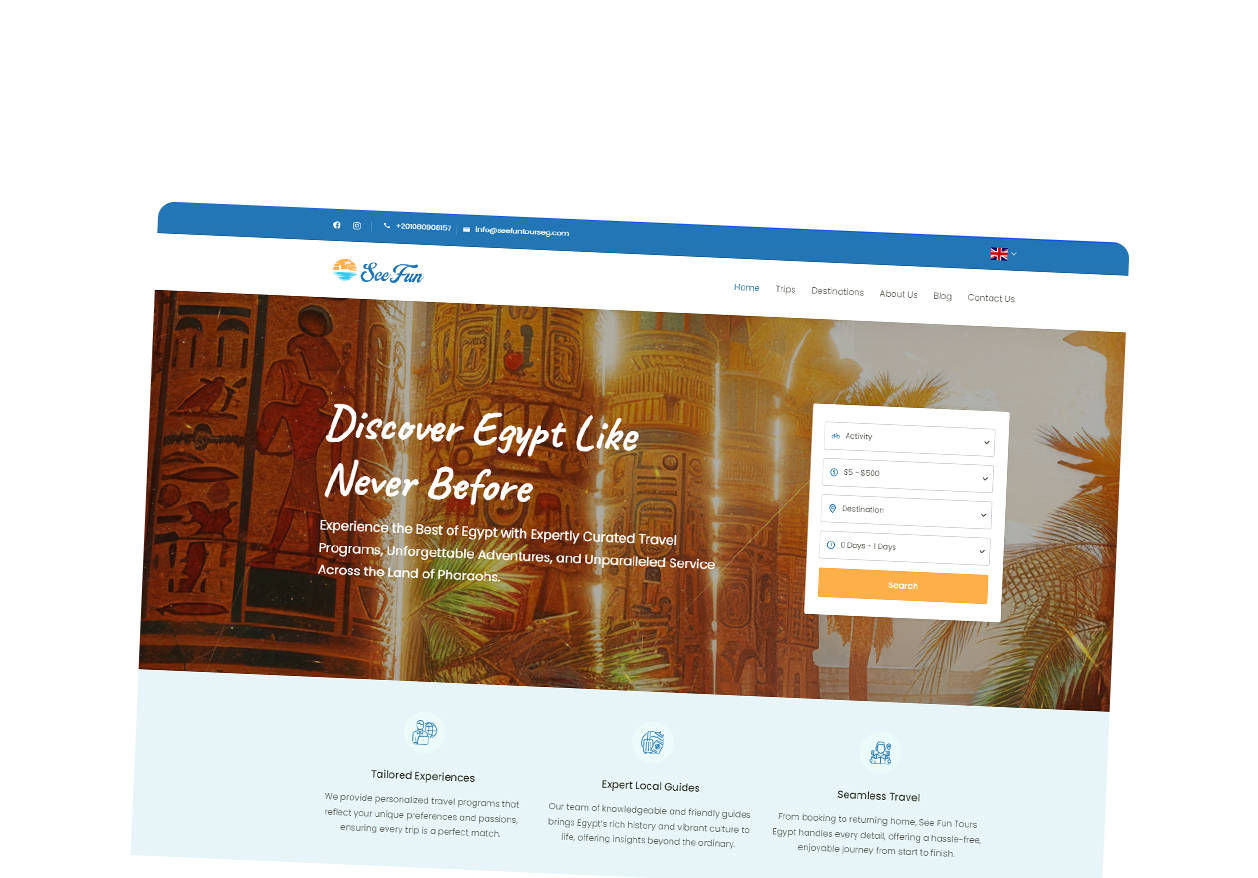 +201080908157
info@seefuntourseg.com
See Fun
Home Trips Destinations About Us Blog Contact Us
Discover Egypt Like
Never Before
Experience the Best of Egypt with Expertly Curated Travel
Programs, Unforgettable Adventures, and Unparalleled Service
Across the Land of Pharaohs.
Activity
$5 - $500
Destination
0 Days - 1 Days
Search
Tailored Experiences
We provide personalized travel programs that
reflect your unique preferences and passions,
ensuring every trip is a perfect match.
Expert Local Guides
Our team of knowledgeable and friendly guides
brings Egypt's rich history and vibrant culture to
life, offering insights beyond the ordinary.
Seamless Travel
From booking to returning home, See Fun Tours
Egypt handles every detail, offering a hassle-free,
enjoyable journey from start to finish.